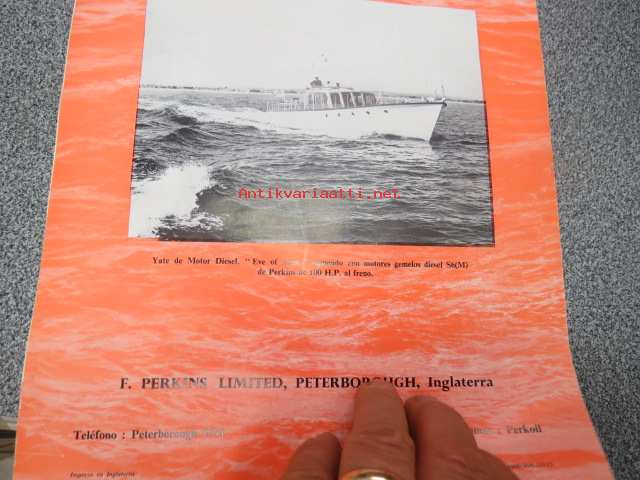 Antikvariaatti.net
Yate de Motor Diesel. "Eve of con motores gemelos diesel S6(M)
de Perkins de 100 H.P. al freno.
F. PERKINS LIMITED, PETERBOROUGH, Inglaterra
Teléfono : Peterborough : Perkoil
Impreso en Inglaterra